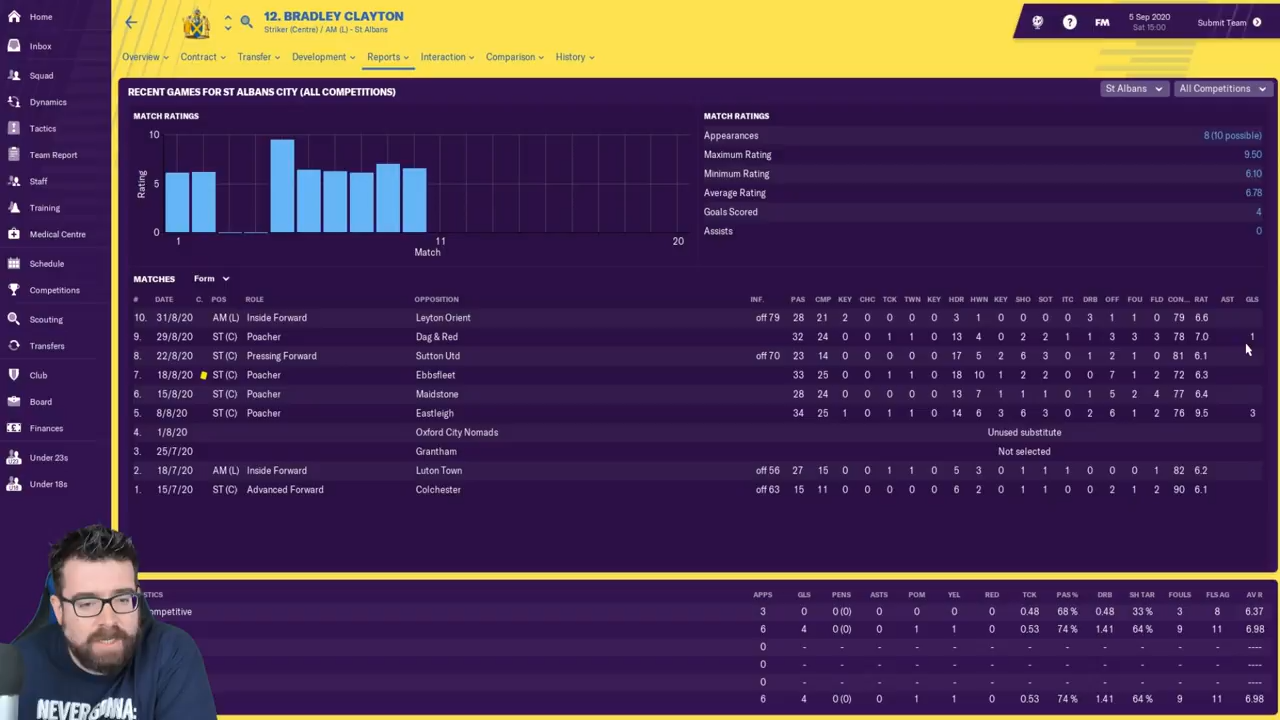 Home
Inbox
Squad
Dynamics
Tactics
Team Report
Staff
Training
Medical Centre
Schedule
Competitions
Scouting
Transfers
Club
Board
Finances
Under 23s
Under 18s
12. BRADLEY CLAYTON
Striker (Centre) / AM (L) - St Albans
? FM 5 Sep 2020 Sat 15:00 Submit Team
Overview Contract Transfer Development Reports Interaction Comparison History
RECENT GAMES FOR ST ALBANS CITY (ALL COMPETITIONS) St Albans All Competitions
MATCH RATINGS
10
5
0
Rating
1 11 20
Match
MATCH RATINGS
Appearances 8 (10 possible)
Maximum Rating 9.50
Minimum Rating 6.10
Average Rating 6.78
Goals Scored 4
Assists 0
MATCHES Form
# DATE C. POS ROLE OPPOSITION INF. PAS CMP KEY CHC TCK TWN KEY HDR HWN KEY SHO SOT ITC DRB OFF FOU FLD CON... RAT AST GLS
10. 31/8/20 AM (L) Inside Forward Leyton Orient off 79 28 21 2 0 0 0 0 3 1 0 0 0 0 3 1 1 0 79 6.6
9. 29/8/20 ST (C) Poacher Dag & Red 32 24 0 0 1 1 0 13 4 0 2 2 1 1 3 3 3 78 7.0 1
8. 22/8/20 ST (C) Pressing Forward Sutton Utd off 70 23 14 0 0 0 0 0 17 5 2 6 3 0 1 2 1 0 81 6.1
7. 18/8/20 ST (C) Poacher Ebbsfleet 33 25 0 0 1 1 0 18 10 1 2 2 0 0 7 1 2 72 6.3
6. 15/8/20 ST (C) Poacher Maidstone 28 24 0 0 0 0 0 13 7 1 1 1 0 1 5 2 4 77 6.4
5. 8/8/20 ST (C) Poacher Eastleigh 34 25 1 0 1 1 0 14 6 3 6 3 0 2 6 1 2 76 9.5 3
4. 1/8/20 Oxford City Nomads Unused substitute
3. 25/7/20 Grantham Not selected
2. 18/7/20 AM (L) Inside Forward Luton Town off 56 27 15 0 0 1 1 0 5 3 0 1 1 1 0 0 0 1 82 6.2
1. 15/7/20 ST (C) Advanced Forward Colchester off 63 15 11 0 0 0 0 0 6 2 0 1 1 0 0 2 1 2 90 6.1
STICS APPS GLS PENS ASTS POM YEL RED TCK PAS % DRB SH TAR FOULS FLS AG AV R
ompetitive 3 0 0 (0) 0 0 0 0 0.48 68 % 0.48 33 % 3 8 6.37
6 4 0 (0) 0 1 1 0 0.53 74 % 1.41 64 % 9 11 6.98
0 - - - - - - - - - - - - ----
0 - - - - - - - - - - - - ----
0 - - - - - - - - - - - - ----
6 4 0 (0) 0 1 1 0 0.53 74 % 1.41 64 % 9 11 6.98